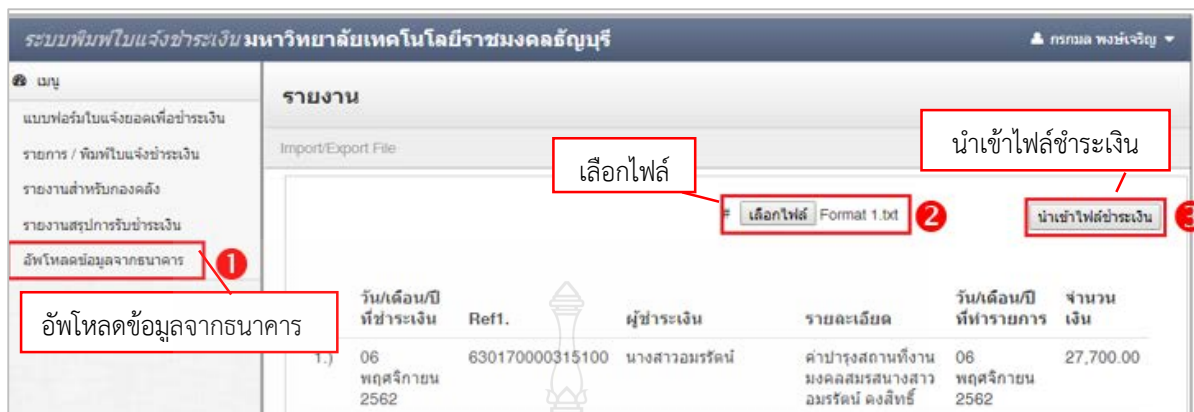 ระบบพิมพ์ใบแจ้งชำระเงิน มหาวิทยาลัยเทคโนโลยีราชมงคลธัญบุรี
กรกมล พงษ์เจริญ
เมนู
แบบฟอร์มใบแจ้งยอดเพื่อชำระเงิน
รายการ / พิมพ์ใบแจ้งชำระเงิน
รายงานสำหรับกองคลัง
รายงานสรุปการรับชำระเงิน
อัพโหลดข้อมูลจากธนาคาร
1
อัพโหลดข้อมูลจากธนาคาร
รายงาน
Import/Export File
เลือกไฟล์
นำเข้าไฟล์ชำระเงิน
# เลือกไฟล์ Format 1.txt 2
นำเข้าไฟล์ชำระเงิน 3
วัน/เดือน/ปี ที่ชำระเงิน Ref1. ผู้ชำระเงิน รายละเอียด วัน/เดือน/ปี ที่ทำรายการ จำนวน เงิน
1.) 06 630170000315100 นางสาวอมรรัตน์ ค่าบำรุงสถานที่งาน 06 27,700.00
พฤศจิกายน มงคลสมรสนางสาว พฤศจิกายน
2562 อมรรัตน์ คงสิทธิ์ 2562